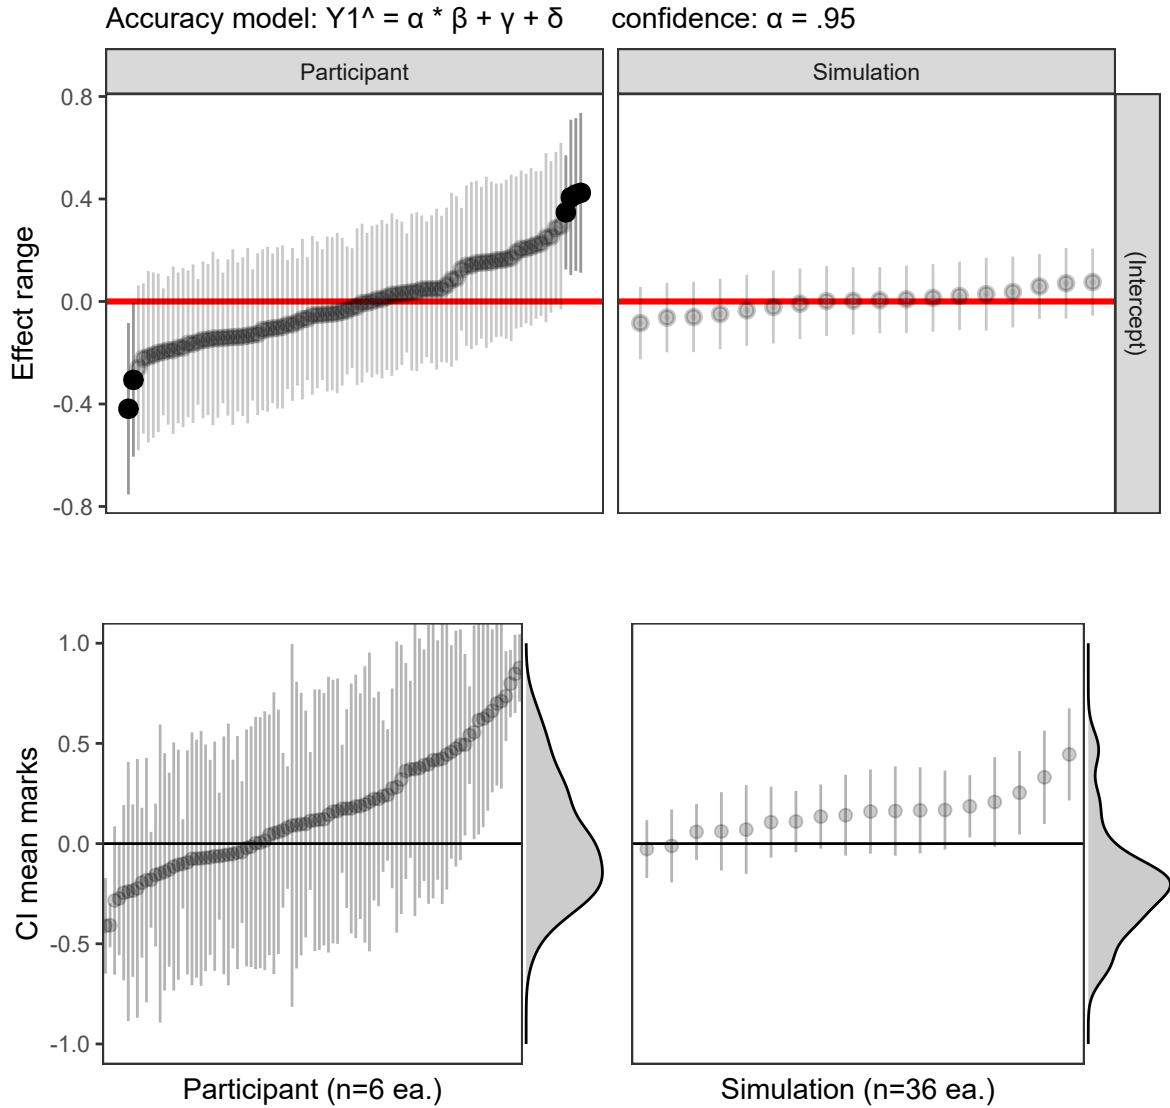 Accuracy model: Y1^ = α * β + γ + δ confidence: α = .95
Participant Simulation
0.8
0.4
0.0
-0.4
-0.8
Effect range
(Intercept)
1.0
0.5
0.0
-0.5
-1.0
CI mean marks
Participant (n=6 ea.) Simulation (n=36 ea.)